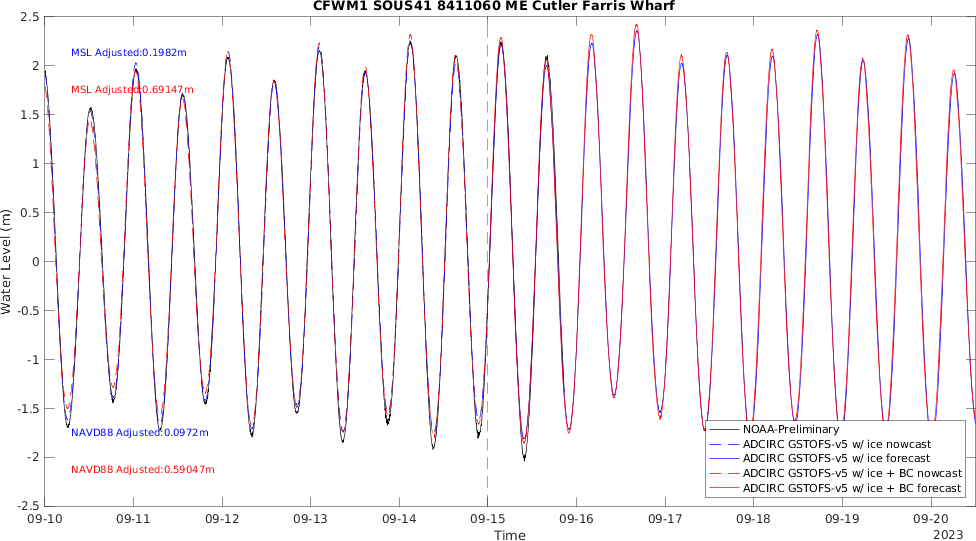 CFWM1 SOUS41 8411060 ME Cutler Farris Wharf
2.5
2
1.5
1
0.5
0
-0.5
-1
-1.5
-2
-2.5
Water Level (m)
MSL Adjusted:0.1982m
MSL Adjusted:0.69147m
NAVD88 Adjusted:0.0972m
NAVD88 Adjusted:0.59047m
NOAA-Preliminary
ADCIRC GSTOFS-v5 w/ ice nowcast
ADCIRC GSTOFS-v5 w/ ice forecast
ADCIRC GSTOFS-v5 w/ ice + BC nowcast
ADCIRC GSTOFS-v5 w/ ice + BC forecast
09-10 09-11 09-12 09-13 09-14 09-15 09-16 09-17 09-18 09-19 09-20
Time
2023